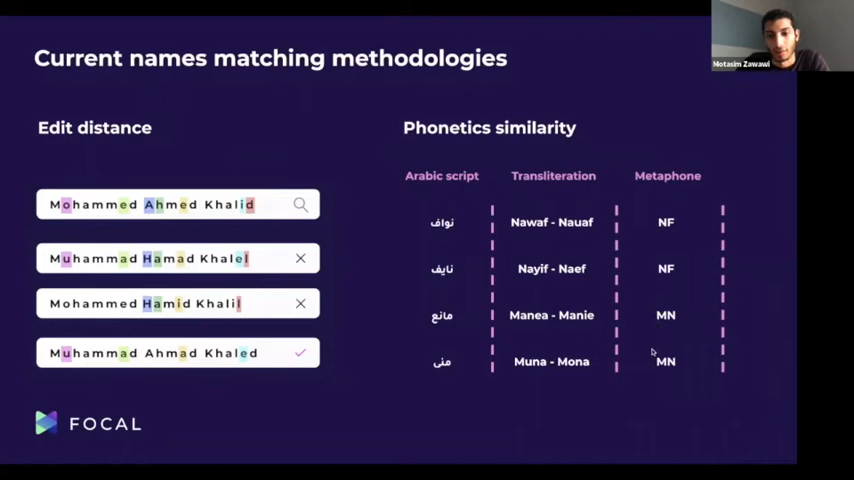 Current names matching methodologies
Motasim Zawawi
Edit distance
Mohammed Ahmed Khalid
Muhammad Hamad Khalel
Mohammed Hamid Khalil
Muhammad Ahmad Khaled
Phonetics similarity
Arabic script Transliteration Metaphone
نواف Nawaf - Nauaf NF
نايف Nayif - Naef NF
مانع Manea - Manie MN
منى Muna - Mona MN
FOCAL